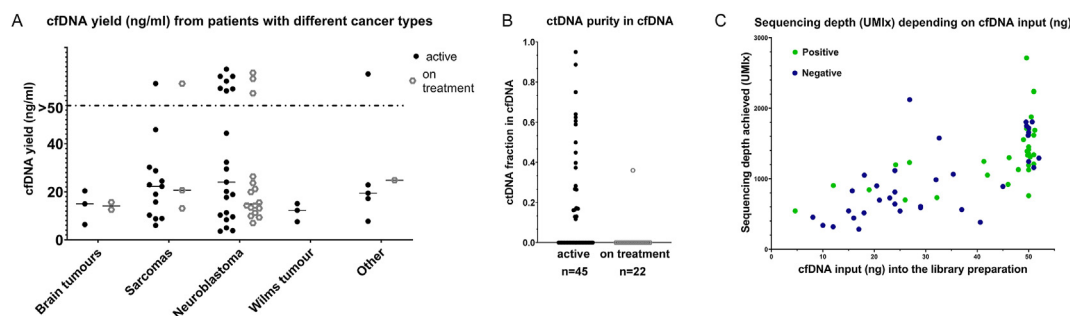 A
cfDNA yield (ng/ml) from patients with different cancer types
cfDNA yield (ng/ml)
>50
40
20
0
active
on
treatment
Brain tumours
Sarcomas
Neuroblastoma
Wilms tumour
Other
B
ctDNA purity in cfDNA
ctDNA fraction in cfDNA
1.0
0.8
0.6
0.4
0.2
0.0
active
on treatment
n=45
n=22
C
Sequencing depth (UMIx) depending on cfDNA input (ng)
Sequencing depth achieved (UMIx)
3000
2000
1000
0
Positive
Negative
0
10
20
30
40
50
cfDNA input (ng) into the library preparation